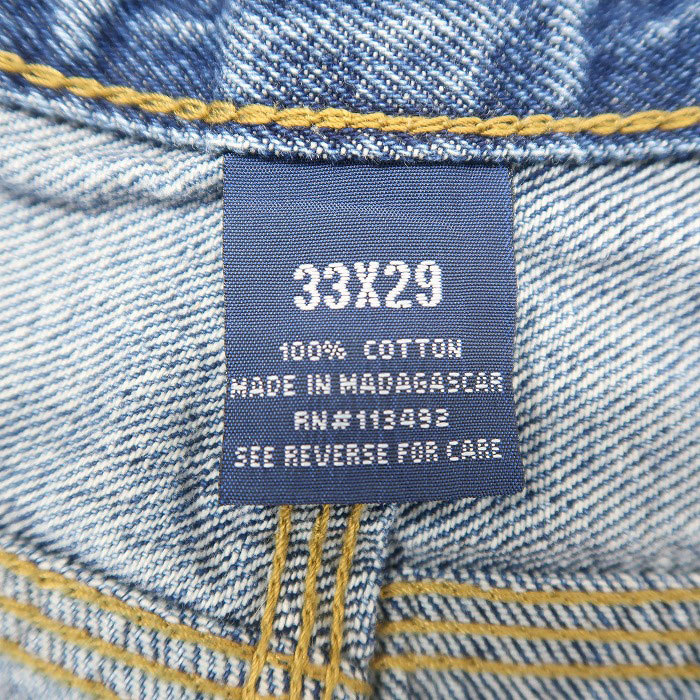 33X29
100% COTTON
MADE IN MADAGASCAR
RN#113492
SEE REVERSE FOR CARE